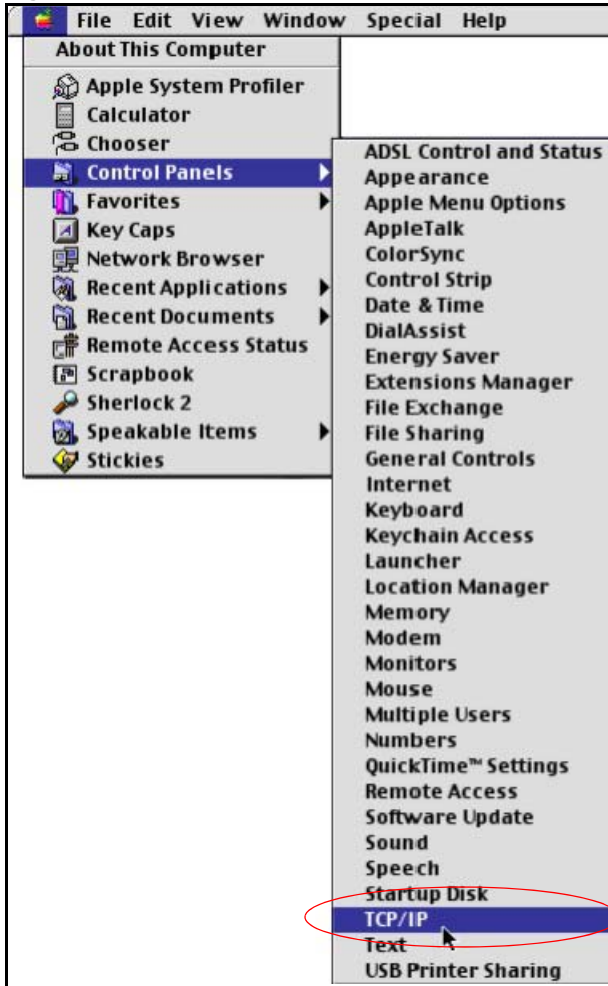 File Edit View Window Special Help
About This Computer
Apple System Profiler
Calculator
Chooser
Control Panels
Favorites
Key Caps
Network Browser
Recent Applications
Recent Documents
Remote Access Status
Scrapbook
Sherlock 2
Speakable Items
Stickies
ADSL Control and Status
Appearance
Apple Menu Options
AppleTalk
ColorSync
Control Strip
Date & Time
DialAssist
Energy Saver
Extensions Manager
File Exchange
File Sharing
General Controls
Internet
Keyboard
Keychain Access
Launcher
Location Manager
Memory
Modem
Monitors
Mouse
Multiple Users
Numbers
QuickTime™ Settings
Remote Access
Software Update
Sound
Speech
Startup Disk
TCP/IP
Text
USB Printer Sharing